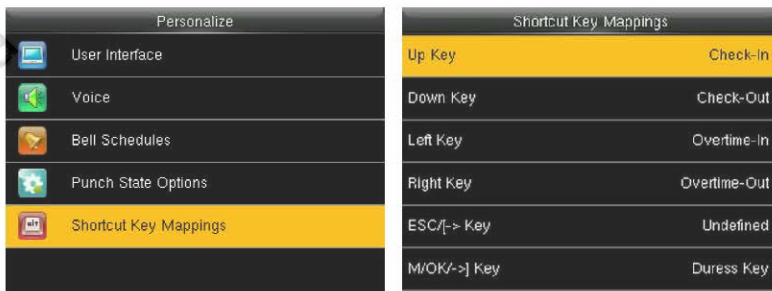 Personalize
User Interface
Voice
Bell Schedules
Punch State Options
Shortcut Key Mappings
Shortcut Key Mappings
Up Key Check-In
Down Key Check-Out
Left Key Overtime-In
Right Key Overtime-Out
ESC/[-> Key Undefined
M/OK/->] Key Duress Key